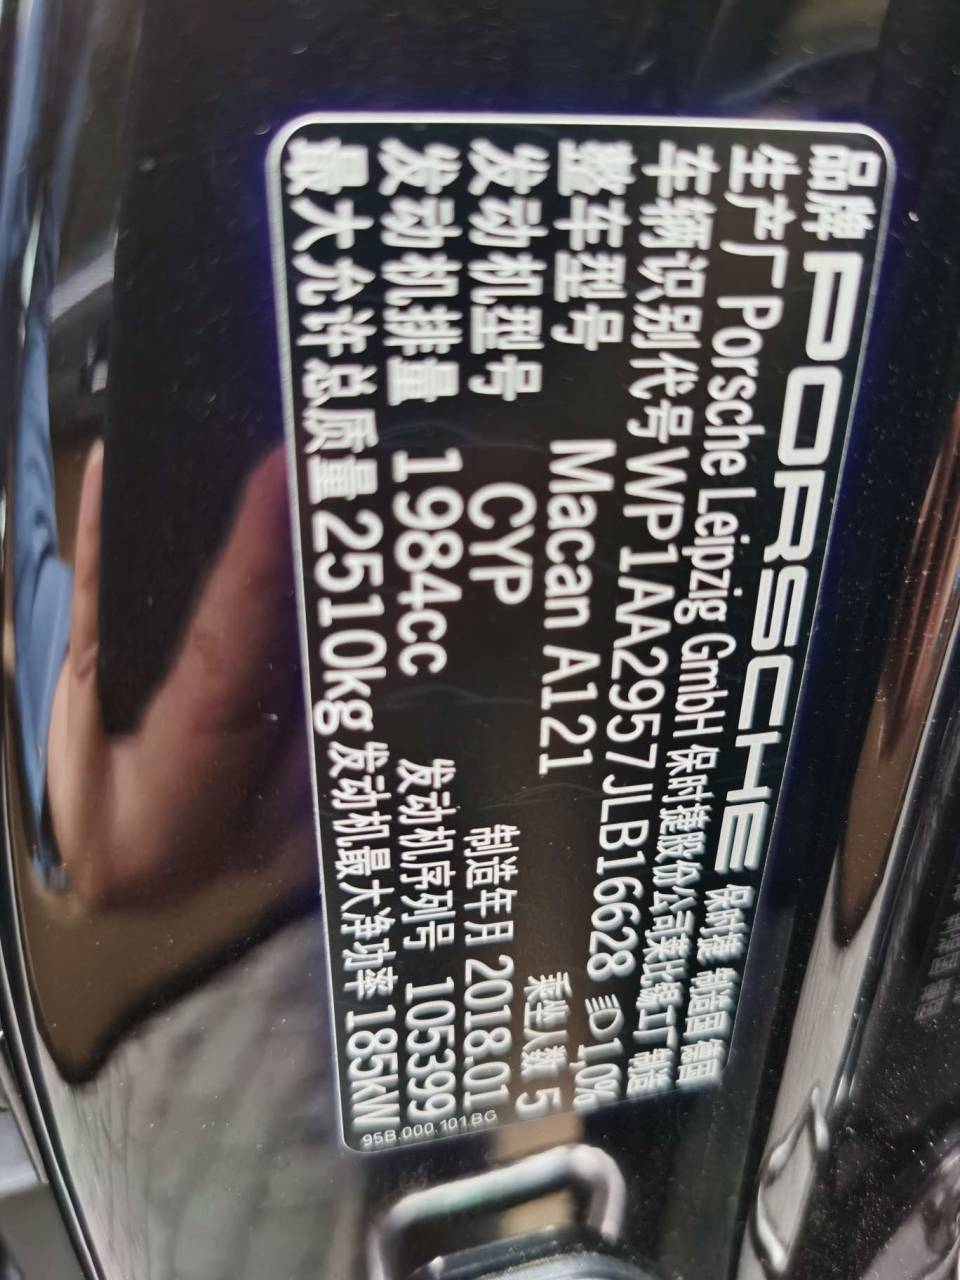 品牌 PORSCHE 保时捷 制造国 德国
生产厂 Porsche Leipzig GmbH 保时捷股份公司莱比锡工厂 制造
车辆识别代号 WP1AA2957JLB16628 1,0%
整车型号 Macan A121 乘坐人数 5
发动机型号 CYP 制造年月 2018.01
发动机排量 1984cc 发动机序列号 105399
最大允许总质量 2510kg 发动机最大净功率 185kW
95B.000.101.BG